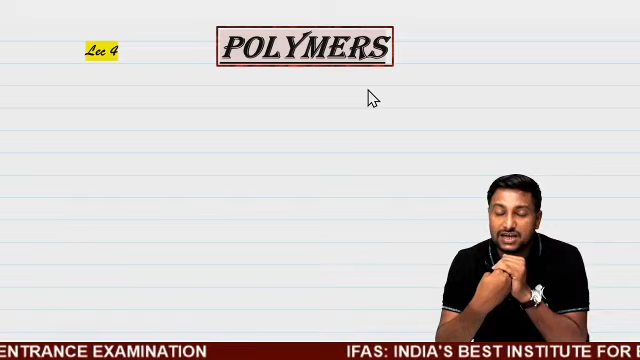 Lec 4
POLYMERS
ENTRANCE EXAMINATION
IFAS: INDIA'S BEST INSTITUTE FOR